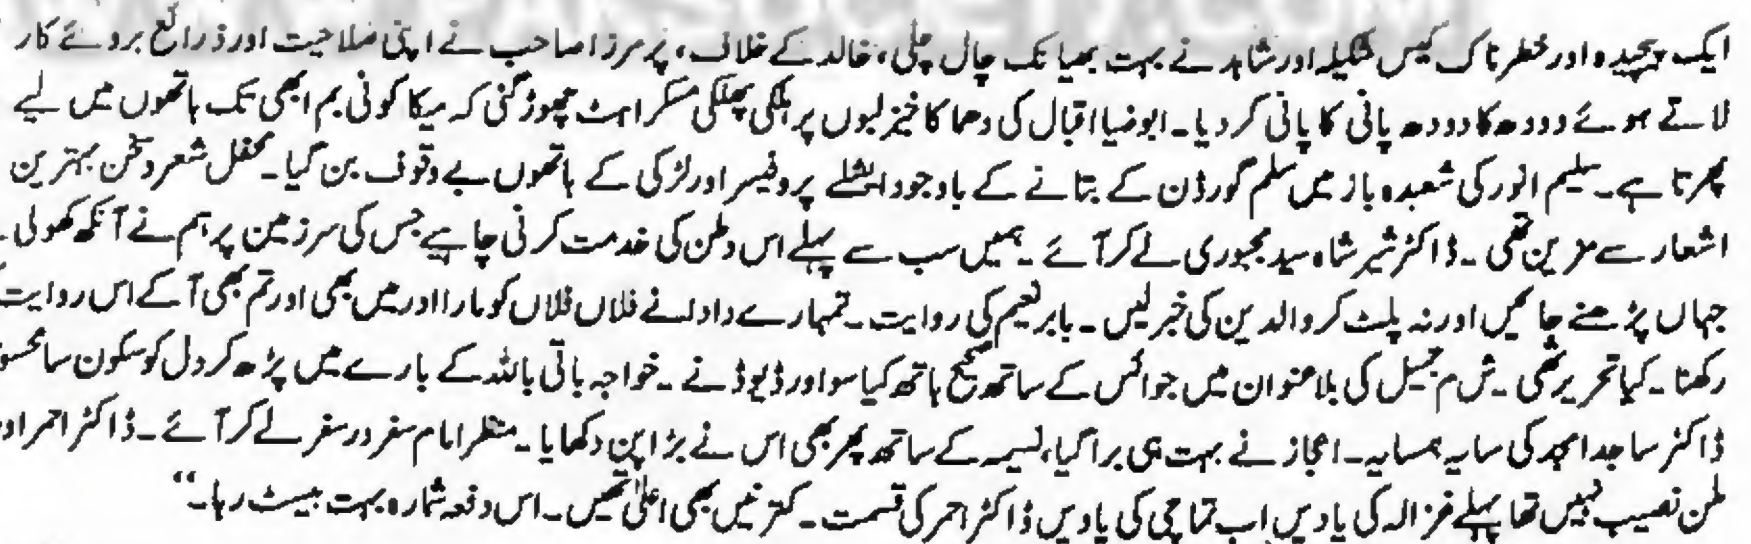 ایک پیچیدہ اور خطرناک کیس شکیلہ اور شاہد نے بہت بھیانک چال چلی، خالد کے خلاف، پر مرزا صاحب نے اپنی صلاحیت اور ذرائع بروئے کار
لاتے ہوئے دودھ کا دودھ پانی کا پانی کر دیا۔ ابوضیا اقبال کی دھماکا خیز لبوں پر ہلکی پھلکی مسکراہٹ چھوڑ گئی کہ میکا کوئی بم ابھی تک ہاتھوں میں لیے
پھرتا ہے۔ سلیم انور کی شعبدہ باز میں سلم گورڈن کے بتانے کے باوجود ایشلے پروفیسر اور لڑکی کے ہاتھوں بے وقوف بن گیا۔ محفل شعر و سخن بہترین
اشعار سے مزین تھی۔ ڈاکٹر شیر شاہ سید مجبوری لے کر آئے۔ ہمیں سب سے پہلے اس وطن کی خدمت کرنی چاہیے جس کی سرزمین پر ہم نے آنکھ کھولی۔
جہاں پڑھنے جائیں اور نہ پلٹ کر والدین کی خبر لیں۔ بابر نعیم کی روایت۔ تمہارے دادا نے فلاں فلاں کو مارا اور میں بھی اور تم بھی آ کے اس روایت
رکھنا۔ کیا تحریر تھی۔ ش م جمیل کی بلاعنوان میں جوائس کے ساتھ صحیح ہاتھ کیا سو اور ڈیوڈ نے۔ خواجہ باقی باللہ کے بارے میں پڑھ کر دل کو سکون سا
ڈاکٹر ساجد امجد کی سایہ ہمسایہ۔ اعجاز نے بہت ہی برا کیا، نسیمہ کے ساتھ پھر بھی اس نے بڑا پن دکھایا۔ منظر امام سفر در سفر لے کر آئے۔ ڈاکٹر احمر
ملن نصیب نہیں تھا پہلے غزالہ کی یادیں اب تماچی کی یادیں ڈاکٹر احمر کی قسمت۔ کترنیں بھی اعلیٰ تھیں۔ اس دفعہ شمارہ بہت بیسٹ رہا۔“